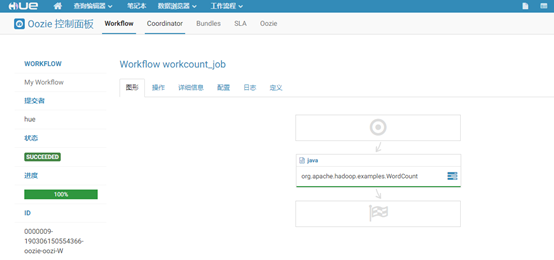 HUE 查询编辑器 笔记本 数据浏览器 工作流程
Oozie 控制面板 Workflow Coordinator Bundles SLA Oozie
WORKFLOW
My Workflow
提交者
hue
状态
SUCCEEDED
进度
100%
ID
0000009-
190306150554366-
oozie-oozi-W
Workflow workcount_job
图形 操作 详细信息 配置 日志 定义
java
org.apache.hadoop.examples.WordCount